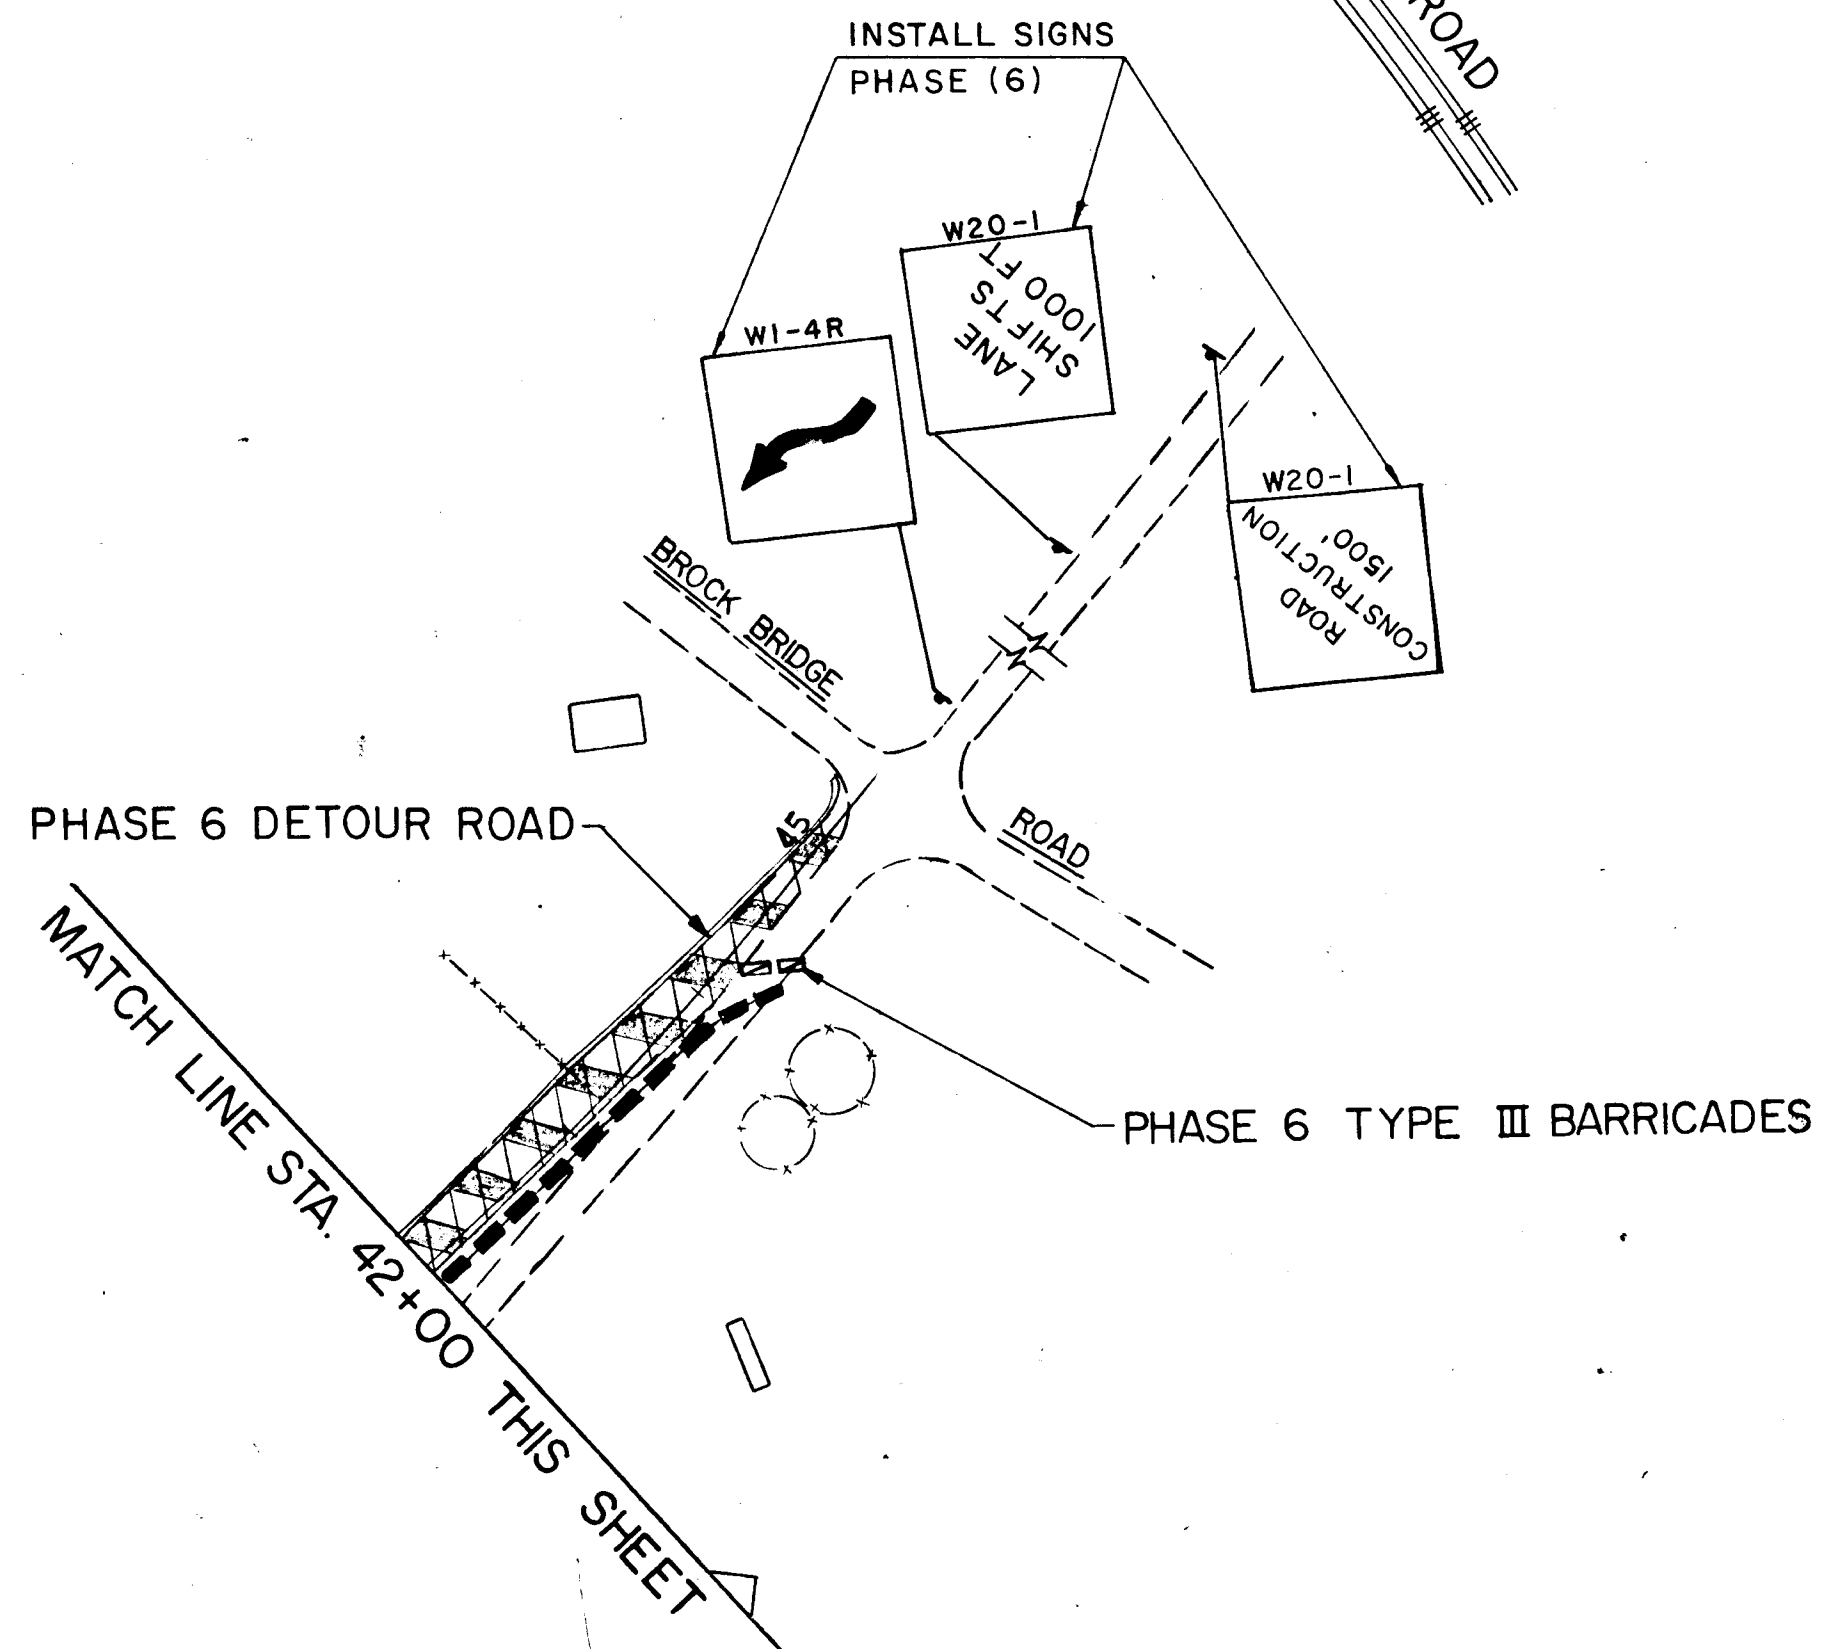 ROAD
INSTALL SIGNS
PHASE (6)
W20-1
LANE
SHIFTS
1000 FT
W1-4R
W20-1
ROAD
CONSTRUCTION
1500'
BROCK BRIDGE
ROAD
PHASE 6 DETOUR ROAD
45
PHASE 6 TYPE III BARRICADES
MATCH LINE STA. 42+00 THIS SHEET